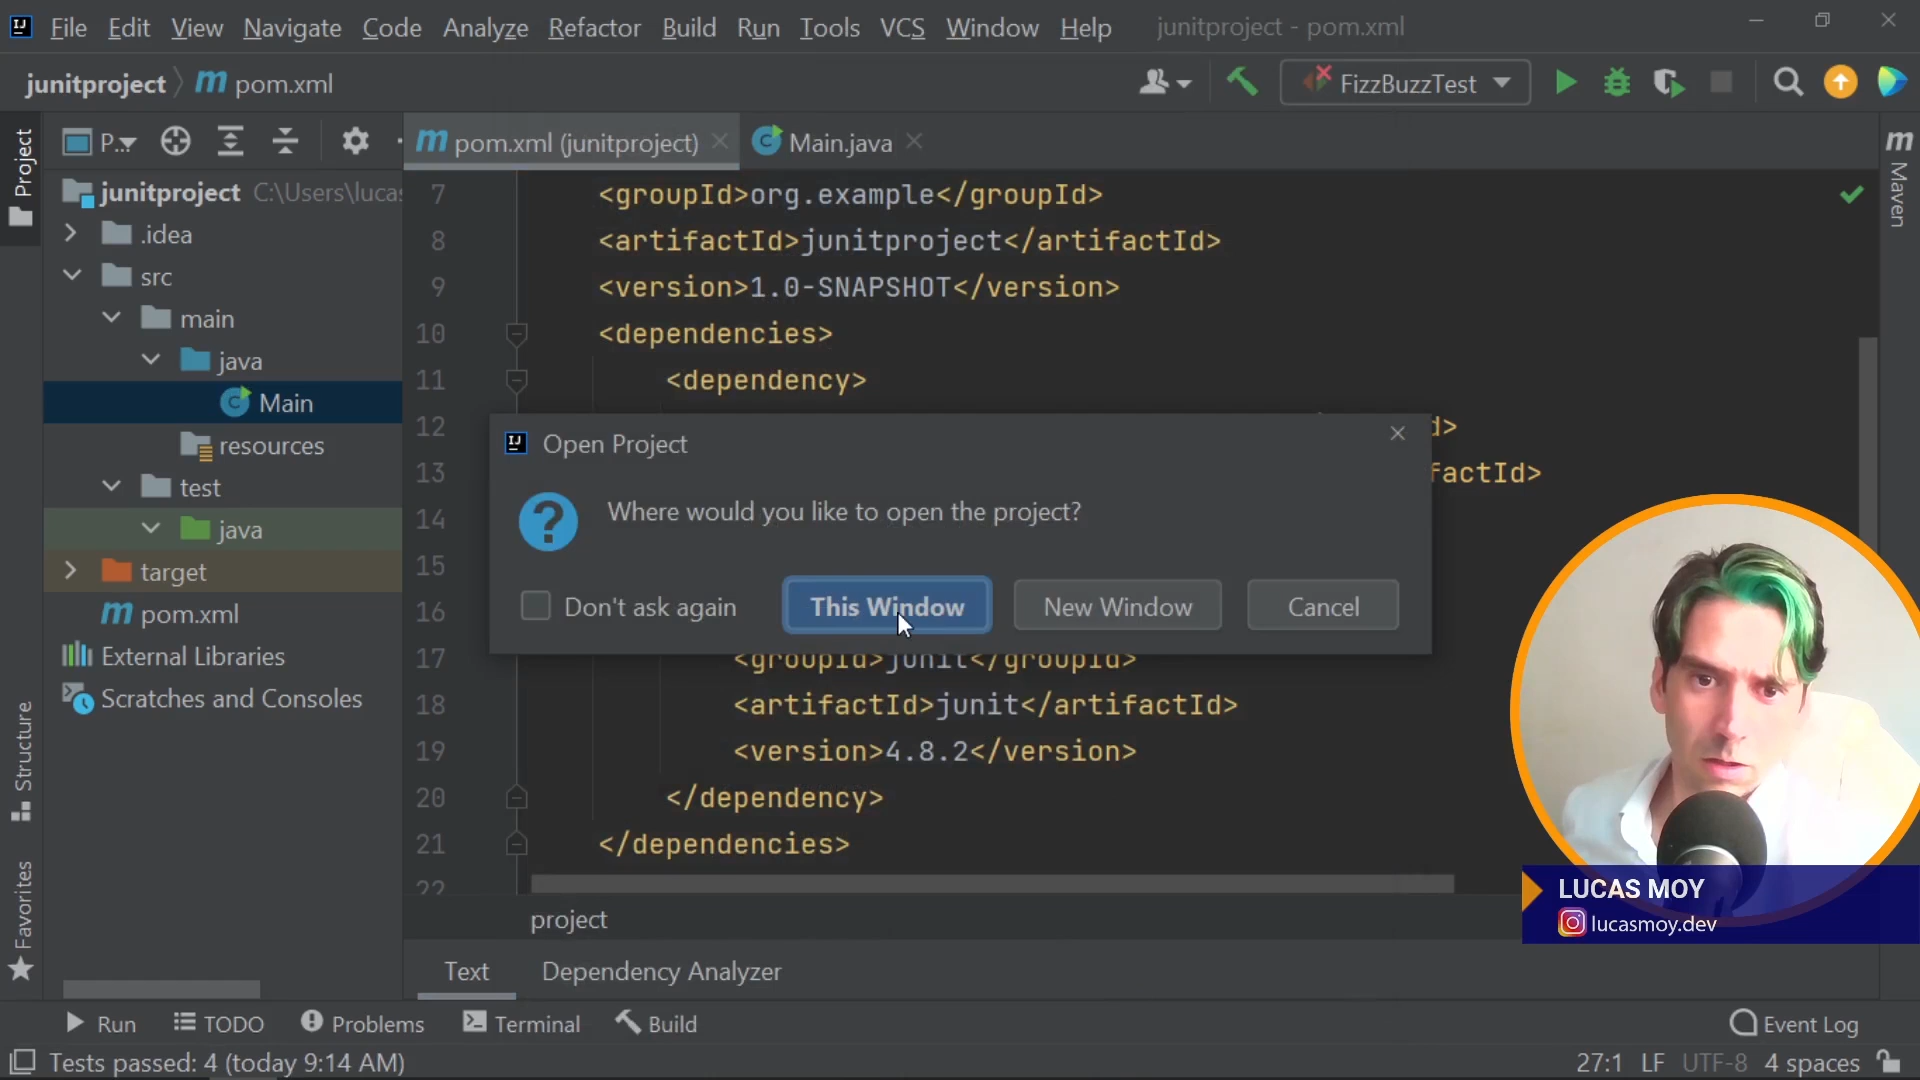 File Edit View Navigate Code Analyze Refactor Build Run Tools VCS Window Help junitproject - pom.xml
junitproject pom.xml FizzBuzzTest
Project P... pom.xml (junitproject) Main.java
Maven
junitproject C:\Users\lucas
.idea
src
main
java
Main
resources
test
java
target
pom.xml
External Libraries
Scratches and Consoles
Structure
Favorites
7 <groupId>org.example</groupId>
8 <artifactId>junitproject</artifactId>
9 <version>1.0-SNAPSHOT</version>
10 <dependencies>
11 <dependency>
12 d>
13 factId>
14
15
16
17 <groupId>junit</groupId>
18 <artifactId>junit</artifactId>
19 <version>4.8.2</version>
20 </dependency>
21 </dependencies>
22
Open Project
Where would you like to open the project?
Don't ask again This Window New Window Cancel
LUCAS MOY
lucasmoy.dev
project
Text Dependency Analyzer
Run TODO Problems Terminal Build Event Log
Tests passed: 4 (today 9:14 AM) 27:1 LF UTF-8 4 spaces